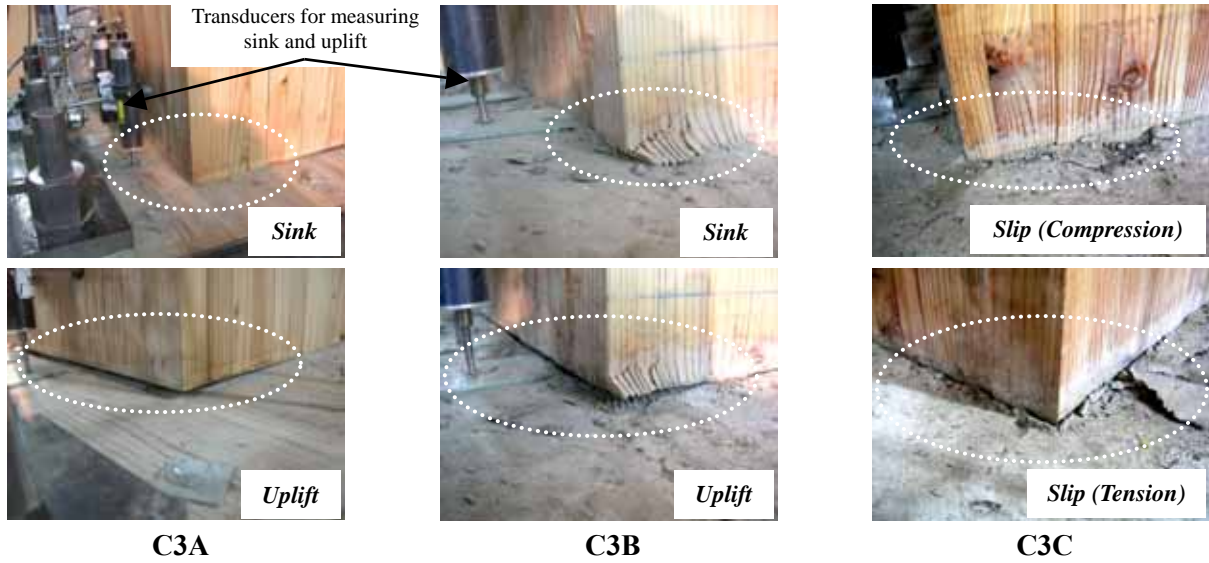 Transducers for measuring
sink and uplift
Sink
Sink
Slip (Compression)
Uplift
Uplift
Slip (Tension)
C3A
C3B
C3C